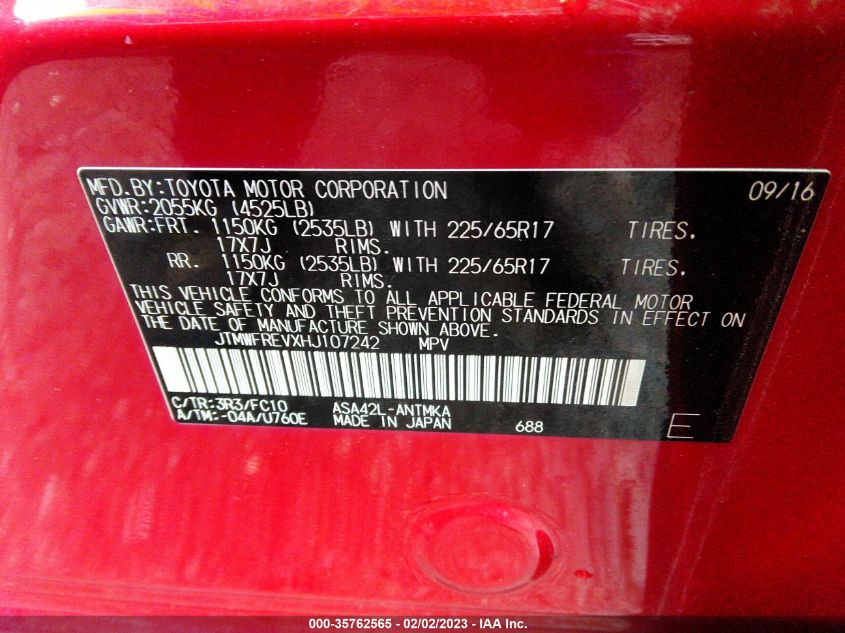 MFD.BY:TOYOTA MOTOR CORPORATION 09/16
GVWR:2055KG (4525LB)
GAWR:FRT. 1150KG (2535LB) WITH 225/65R17 TIRES.
17X7J RIMS.
RR. 1150KG (2535LB) WITH 225/65R17 TIRES.
17X7J RIMS.
THIS VEHICLE CONFORMS TO ALL APPLICABLE FEDERAL MOTOR
VEHICLE SAFETY AND THEFT PREVENTION STANDARDS IN EFFECT ON
THE DATE OF MANUFACTURE SHOWN ABOVE.
JTMWFREVXHJ107242 MPV
C/TR:3R3/FC10 ASA42L-ANTMKA
A/TM:-04A/U760E MADE IN JAPAN 688 E
000-35762565 - 02/02/2023 - IAA Inc.